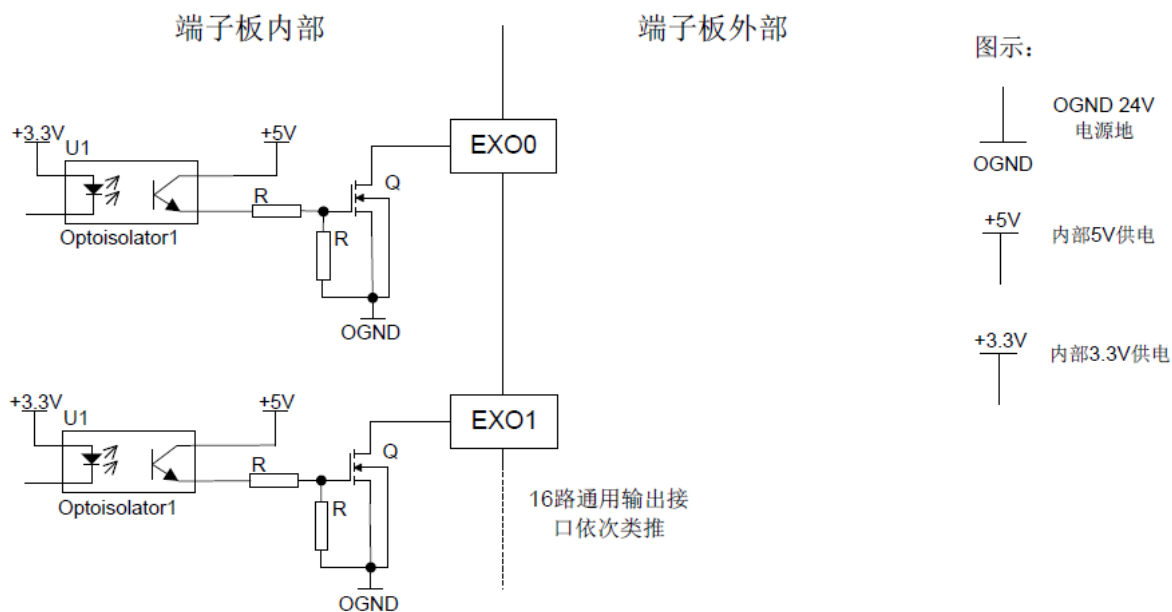 端子板内部
端子板外部
图示：
+3.3V
U1
+5V
EXO0
Q
R
R
Optoisolator1
OGND
OGND 24V
电源地
OGND
+5V
内部5V供电
+3.3V
内部3.3V供电
+3.3V
U1
+5V
EXO1
Q
R
R
Optoisolator1
OGND
16路通用输出接
口依次类推